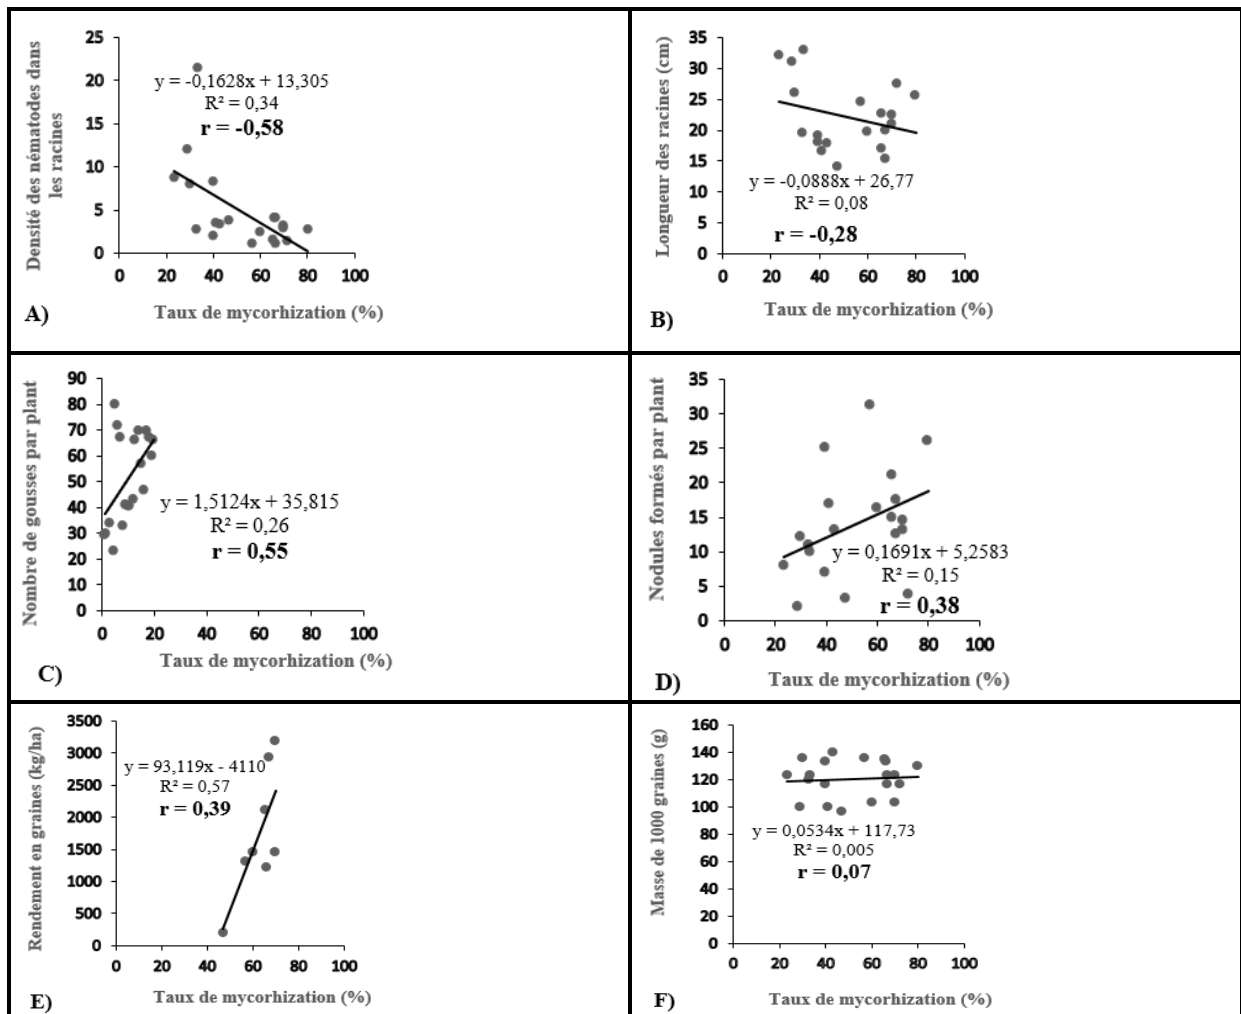 Densité des nématodes dans
les racines
25
20
15
10
5
0
y = -0,1628x + 13,305
R² = 0,34
r = -0,58
0 20 40 60 80 100
Taux de mycorhization (%)
A)
Longueur des racines (cm)
35
30
25
20
15
10
5
0
y = -0,0888x + 26,77
R² = 0,08
r = -0,28
0 20 40 60 80 100
Taux de mycorhization (%)
B)
Nombre de gousses par plant
90
80
70
60
50
40
30
20
10
0
y = 1,5124x + 35,815
R² = 0,26
r = 0,55
0 20 40 60 80 100
Taux de mycorhization (%)
C)
Nodules formés par plant
35
30
25
20
15
10
5
0
y = 0,1691x + 5,2583
R² = 0,15
r = 0,38
0 20 40 60 80 100
Taux de mycorhization (%)
D)
Rendement en graines (kg/ha)
3500
3000
2500
2000
1500
1000
500
0
y = 93,119x - 4110
R² = 0,57
r = 0,39
0 20 40 60 80 100
Taux de mycorhization (%)
E)
Masse de 1000 graines (g)
160
140
120
100
80
60
40
20
0
y = 0,0534x + 117,73
R² = 0,005
r = 0,07
0 20 40 60 80 100
Taux de mycorhization (%)
F)